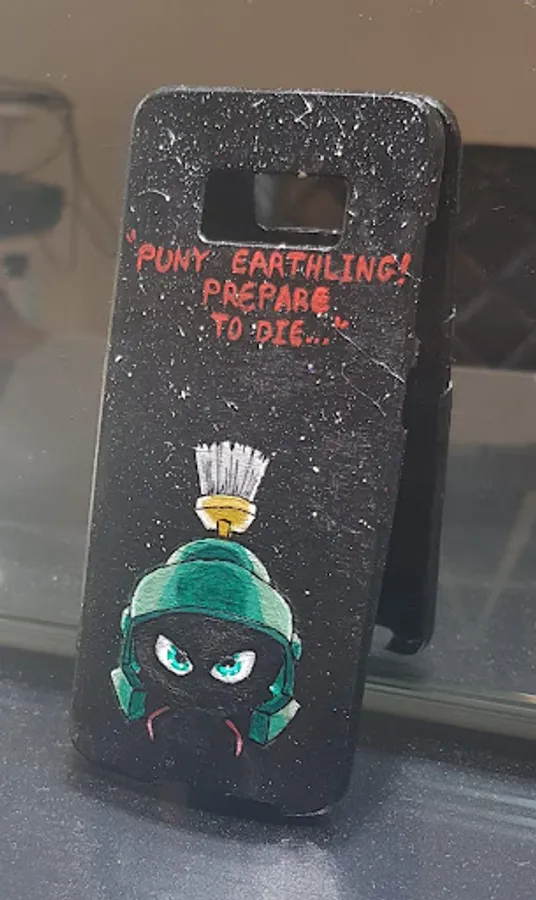 "PUNY EARTHLING!
PREPARE
TO DIE..."